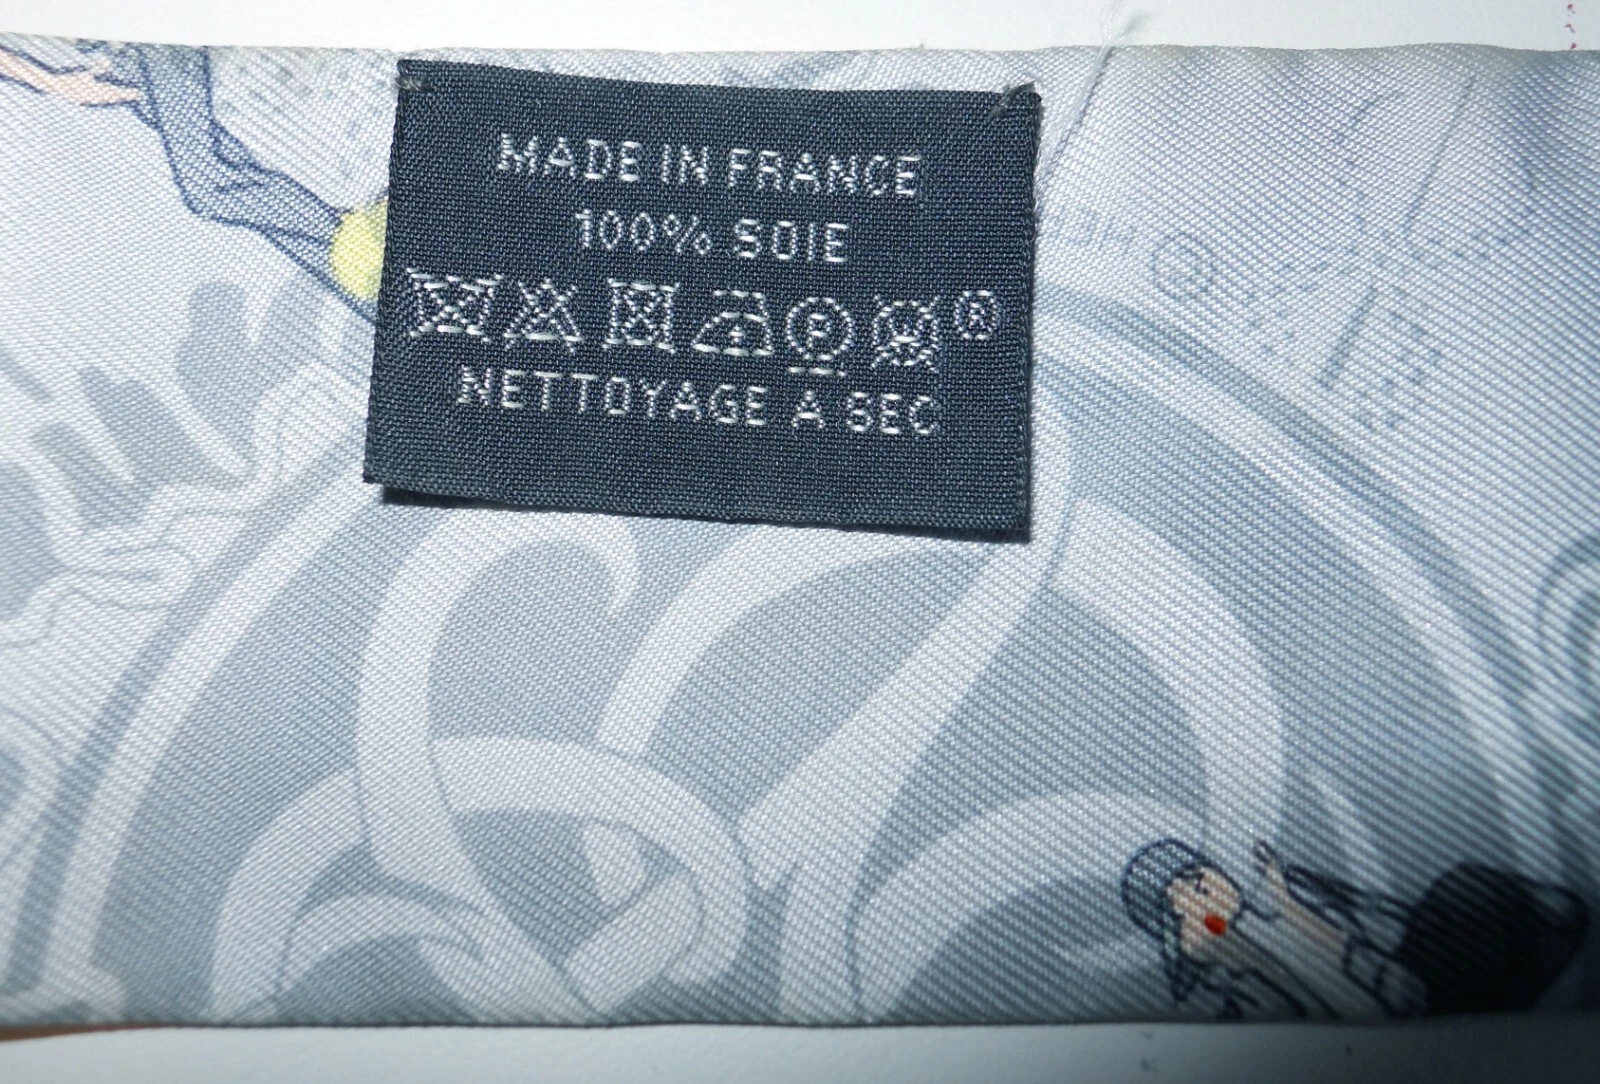 MADE IN FRANCE
100% SOIE
P ®
NETTOYAGE A SEC